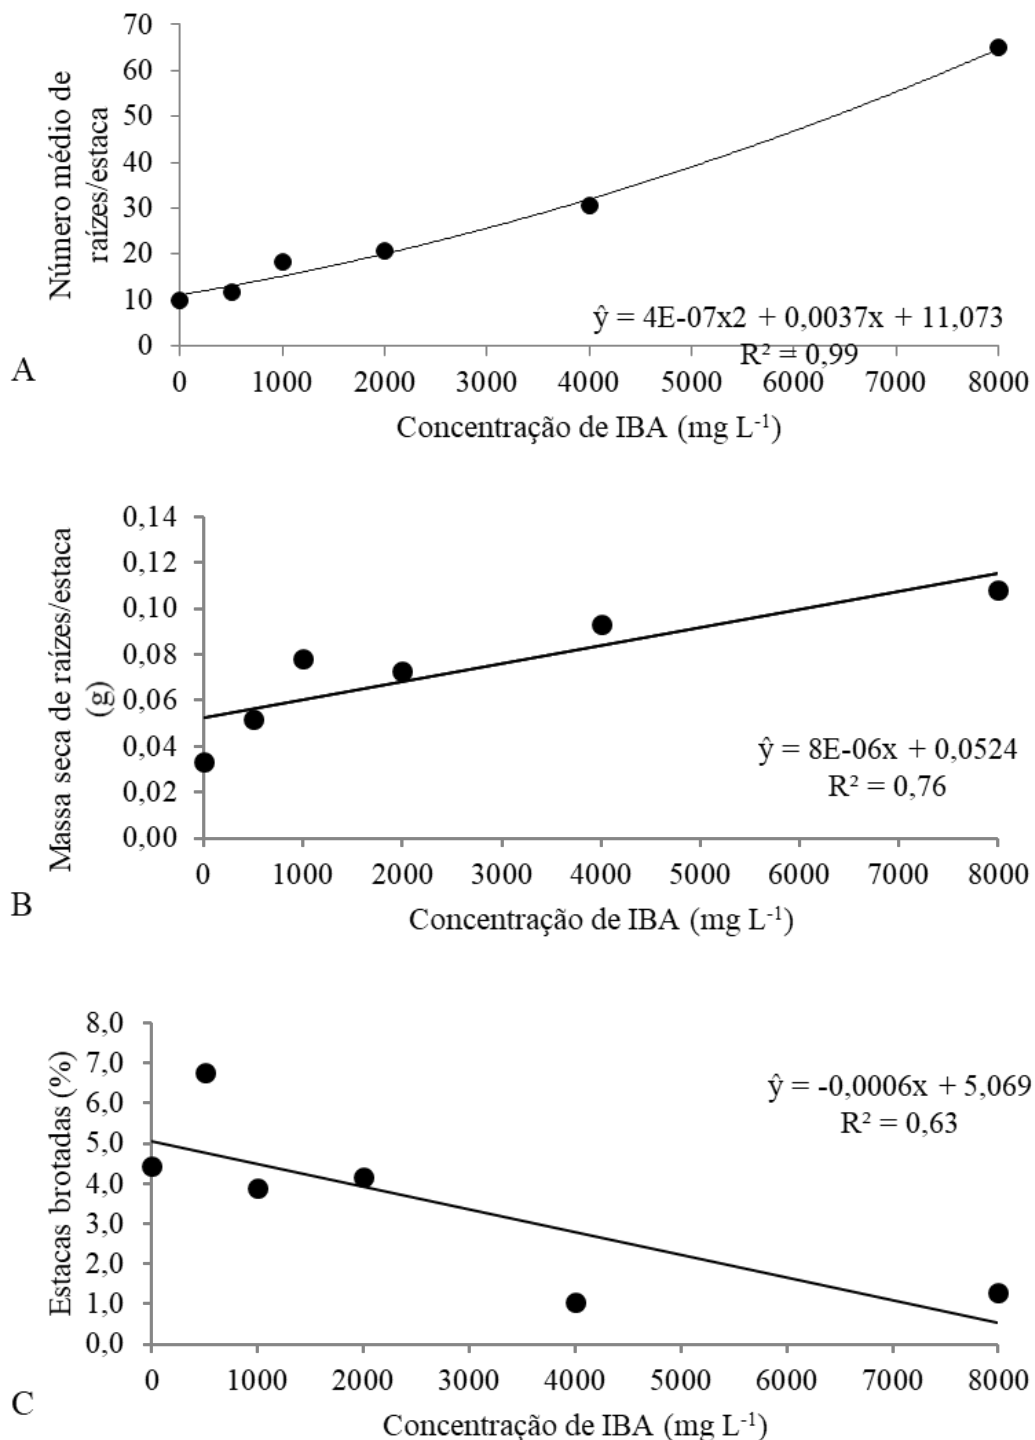 70
60
50
40
30
20
10
0
Número médio de
raízes/estaca
ŷ = 4E-07x2 + 0,0037x + 11,073
R² = 0,99
0 1000 2000 3000 4000 5000 6000 7000 8000
A
Concentração de IBA (mg L⁻¹)
0,14
0,12
0,10
0,08
0,06
0,04
0,02
0,00
Massa seca de raízes/estaca
(g)
ŷ = 8E-06x + 0,0524
R² = 0,76
0 1000 2000 3000 4000 5000 6000 7000 8000
B
Concentração de IBA (mg L⁻¹)
8,0
7,0
6,0
5,0
4,0
3,0
2,0
1,0
0,0
Estacas brotadas (%)
ŷ = -0,0006x + 5,069
R² = 0,63
0 1000 2000 3000 4000 5000 6000 7000 8000
C
Concentração de IBA (mg L⁻¹)